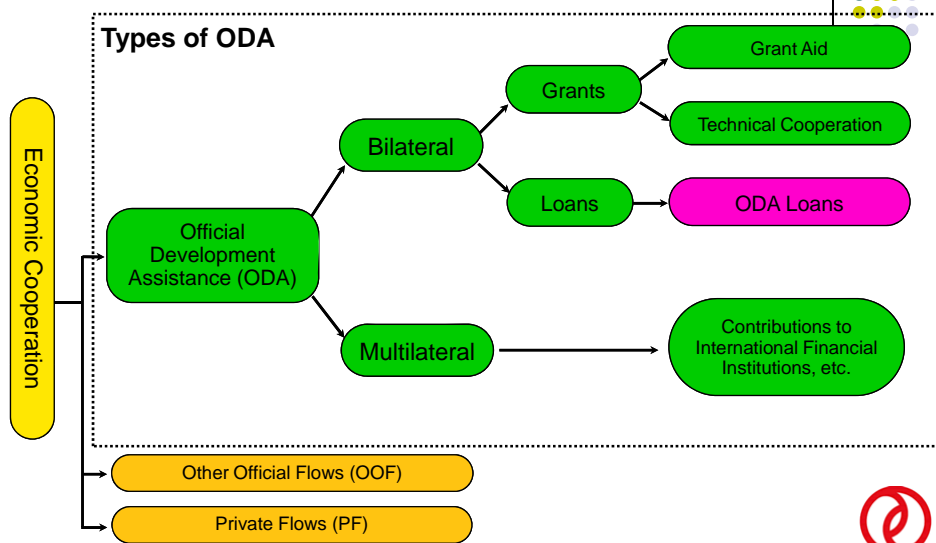 Types of ODA
Grant Aid
Grants
Technical Cooperation
Bilateral
Loans
ODA Loans
Economic Cooperation
Official
Development
Assistance (ODA)
Multilateral
Contributions to
International Financial
Institutions, etc.
Other Official Flows (OOF)
Private Flows (PF)